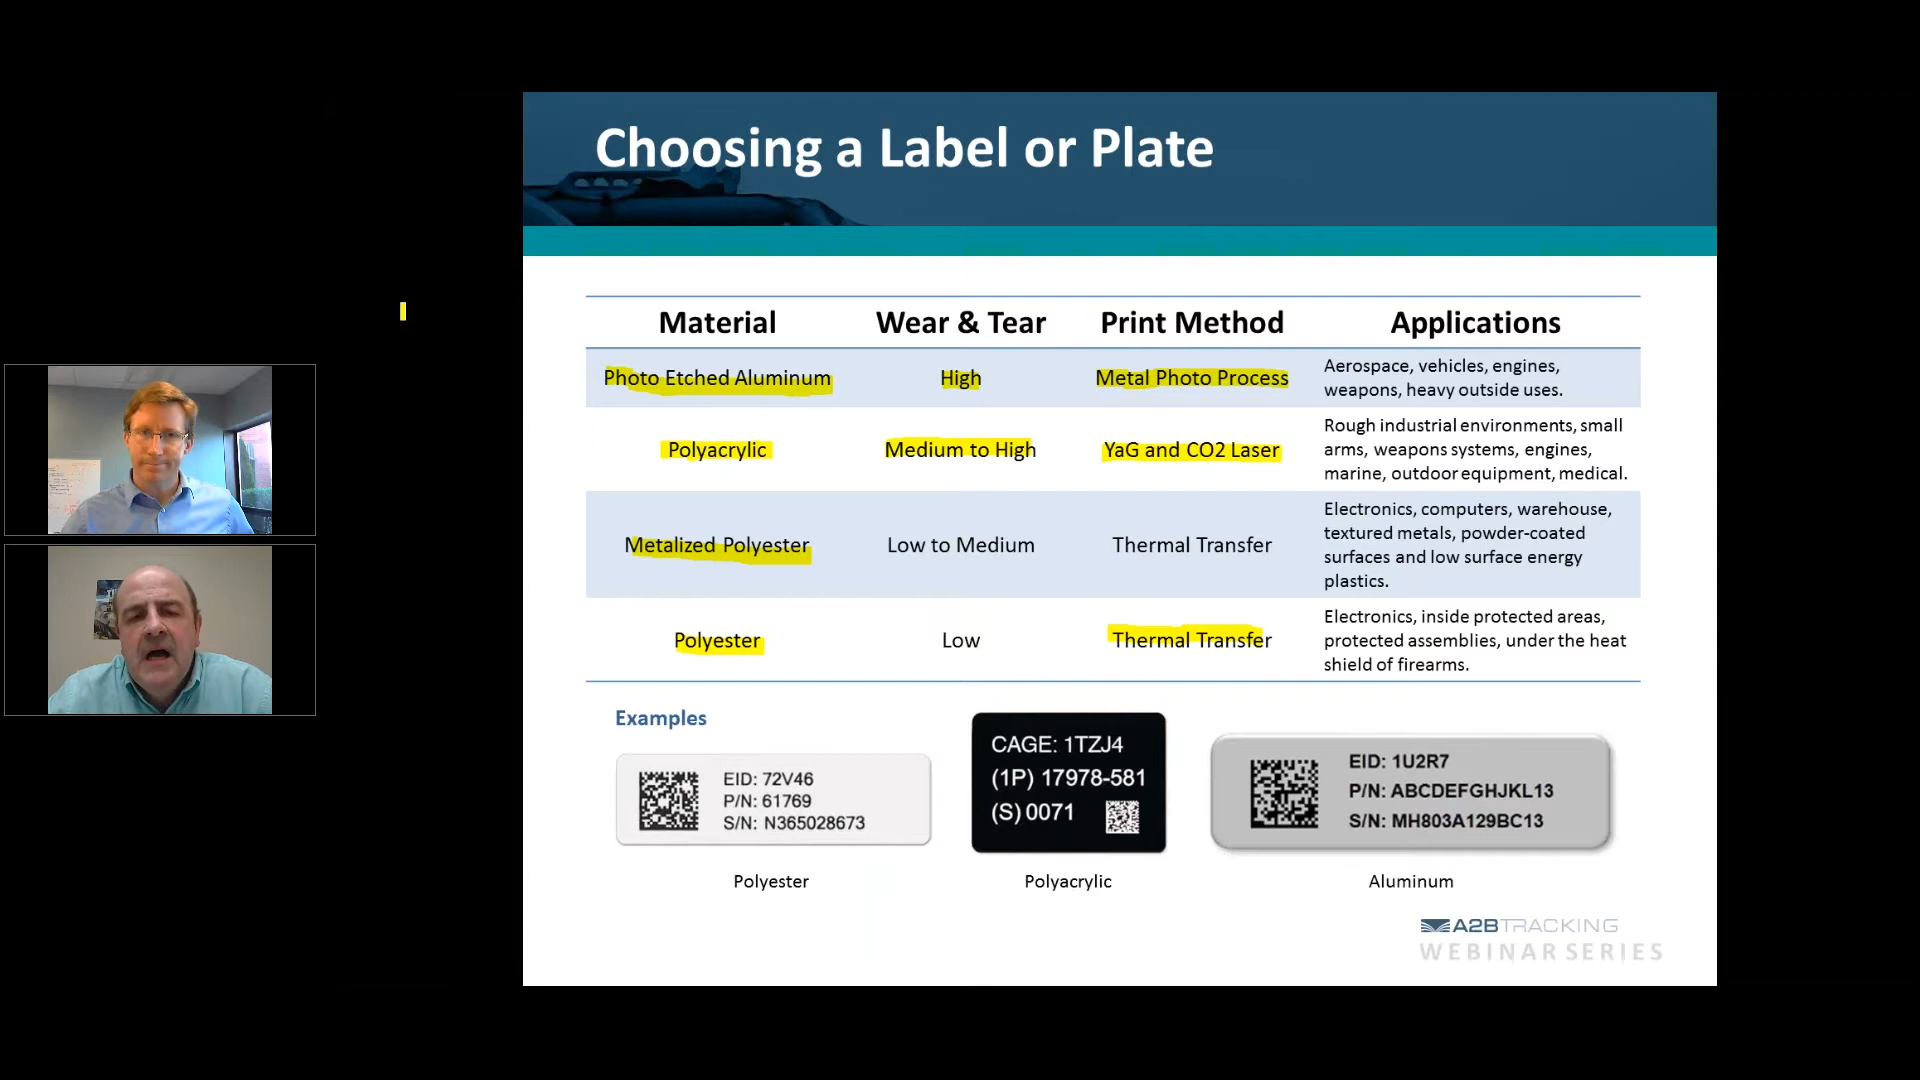 Choosing a Label or Plate
Material Wear & Tear Print Method Applications
Photo Etched Aluminum High Metal Photo Process Aerospace, vehicles, engines,
weapons, heavy outside uses.
Polyacrylic Medium to High YaG and CO2 Laser Rough industrial environments, small
arms, weapons systems, engines,
marine, outdoor equipment, medical.
Metalized Polyester Low to Medium Thermal Transfer Electronics, computers, warehouse,
textured metals, powder-coated
surfaces and low surface energy
plastics.
Polyester Low Thermal Transfer Electronics, inside protected areas,
protected assemblies, under the heat
shield of firearms.
Examples
EID: 72V46
P/N: 61769
S/N: N365028673
Polyester
CAGE: 1TZJ4
(1P) 17978-581
(S) 0071
Polyacrylic
EID: 1U2R7
P/N: ABCDEFGHJKL13
S/N: MH803A129BC13
Aluminum
A2BTRACKING
WEBINAR SERIES